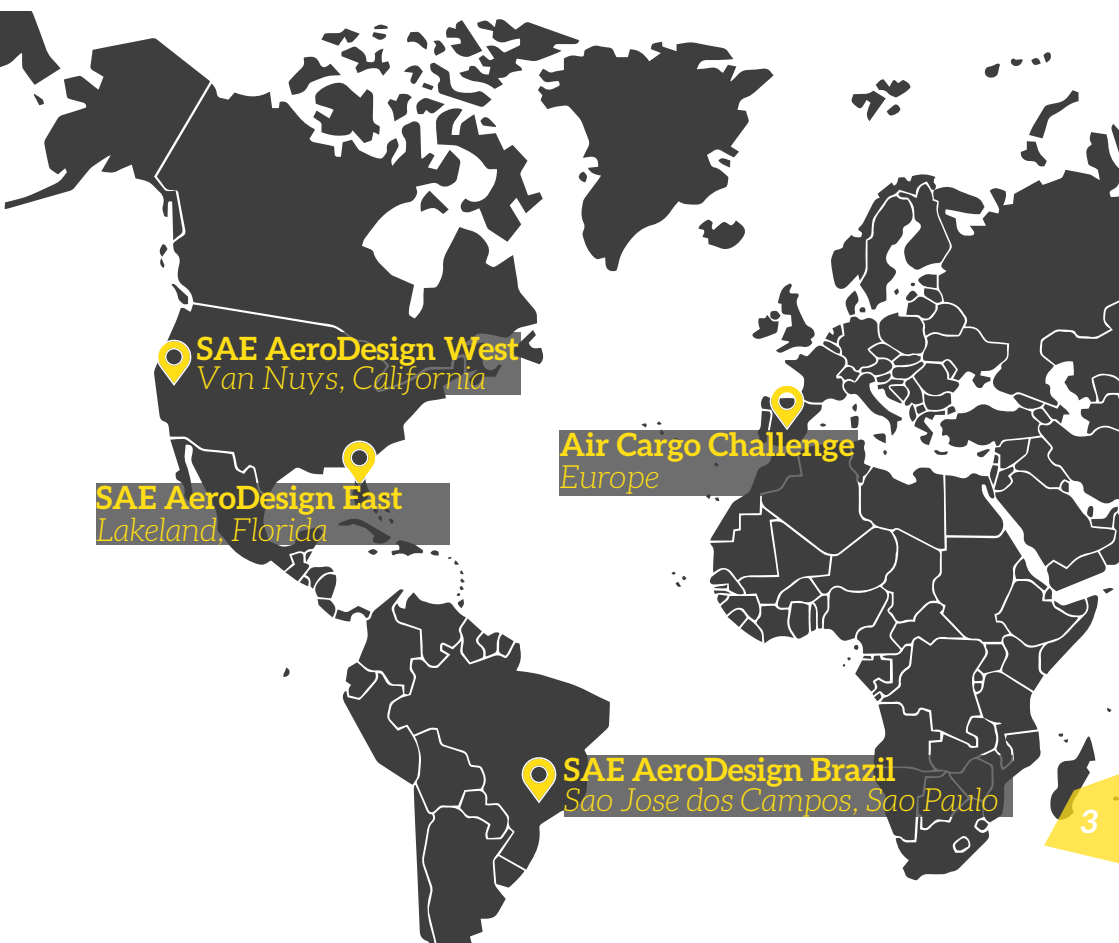 SAE AeroDesign West
Van Nuys, California
Air Cargo Challenge
Europe
SAE AeroDesign East
Lakeland, Florida
SAE AeroDesign Brazil
Sao Jose dos Campos, Sao Paulo
3